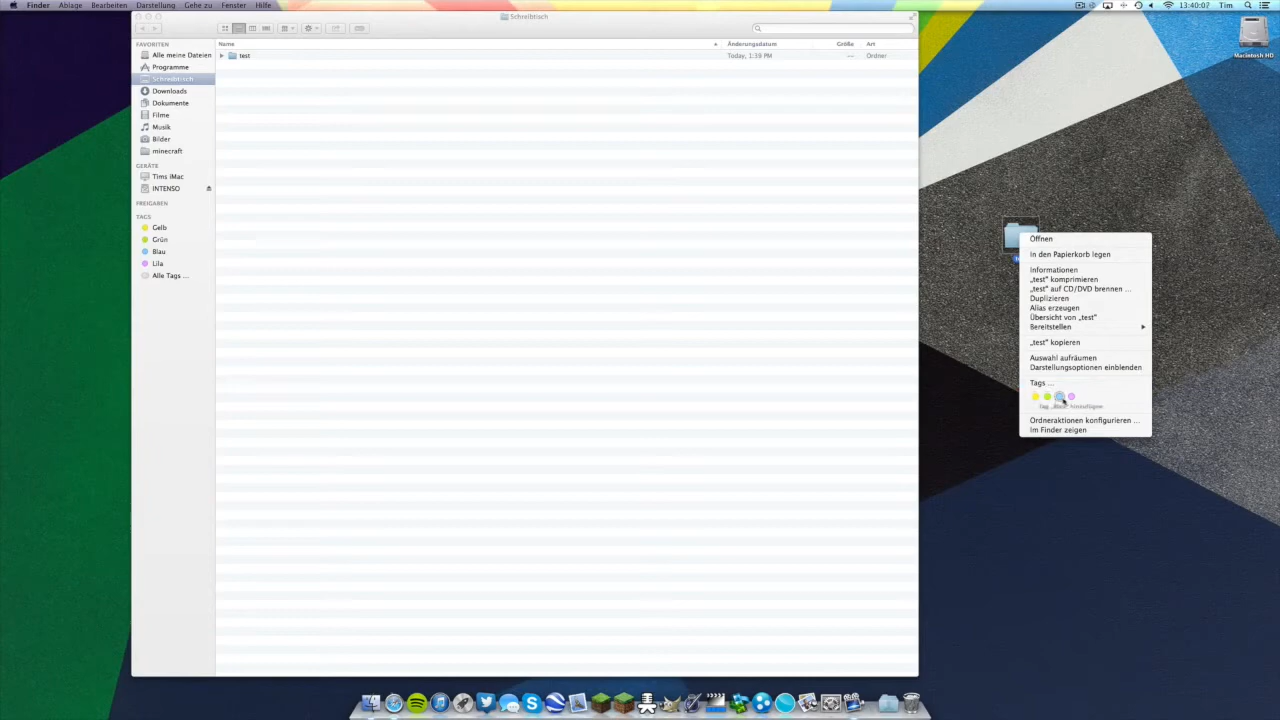 Finder Ablage Bearbeiten Darstellung Gehe zu Fenster Hilfe 13:40:07 Tim
Schreibtisch
Macintosh HD
FAVORITEN
Alle meine Dateien
Programme
Schreibtisch
Downloads
Dokumente
Filme
Musik
Bilder
minecraft
GERÄTE
Tims iMac
INTENSO
FREIGABEN
TAGS
Gelb
Grün
Blau
Lila
Alle Tags ...
Name Änderungsdatum Größe Art
test Today, 1:39 PM -- Ordner
Öffnen
In den Papierkorb legen
Informationen
„test“ komprimieren
„test“ auf CD/DVD brennen ...
Duplizieren
Alias erzeugen
Übersicht von „test“
Bereitstellen
„test“ kopieren
Auswahl aufräumen
Darstellungsoptionen einblenden
Tags ...
Tag „Blau“ hinzufügen
Ordneraktionen konfigurieren ...
Im Finder zeigen